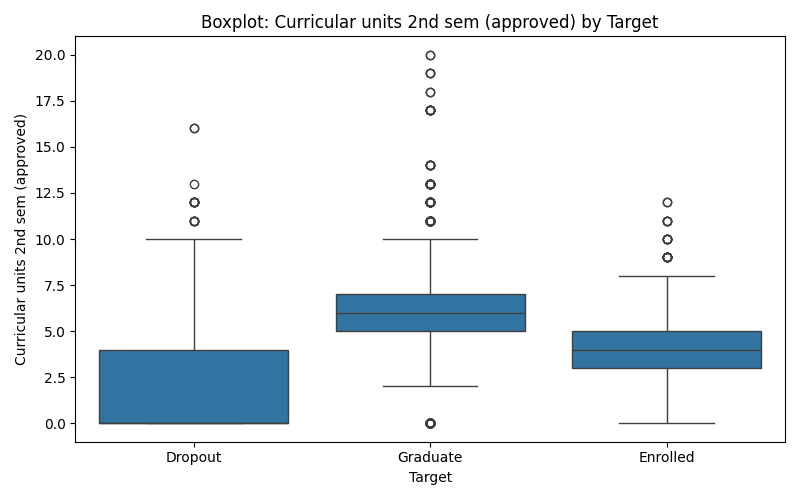 Boxplot: Curricular units 2nd sem (approved) by Target
Curricular units 2nd sem (approved)
20.0
17.5
15.0
12.5
10.0
7.5
5.0
2.5
0.0
Dropout Graduate Enrolled
Target